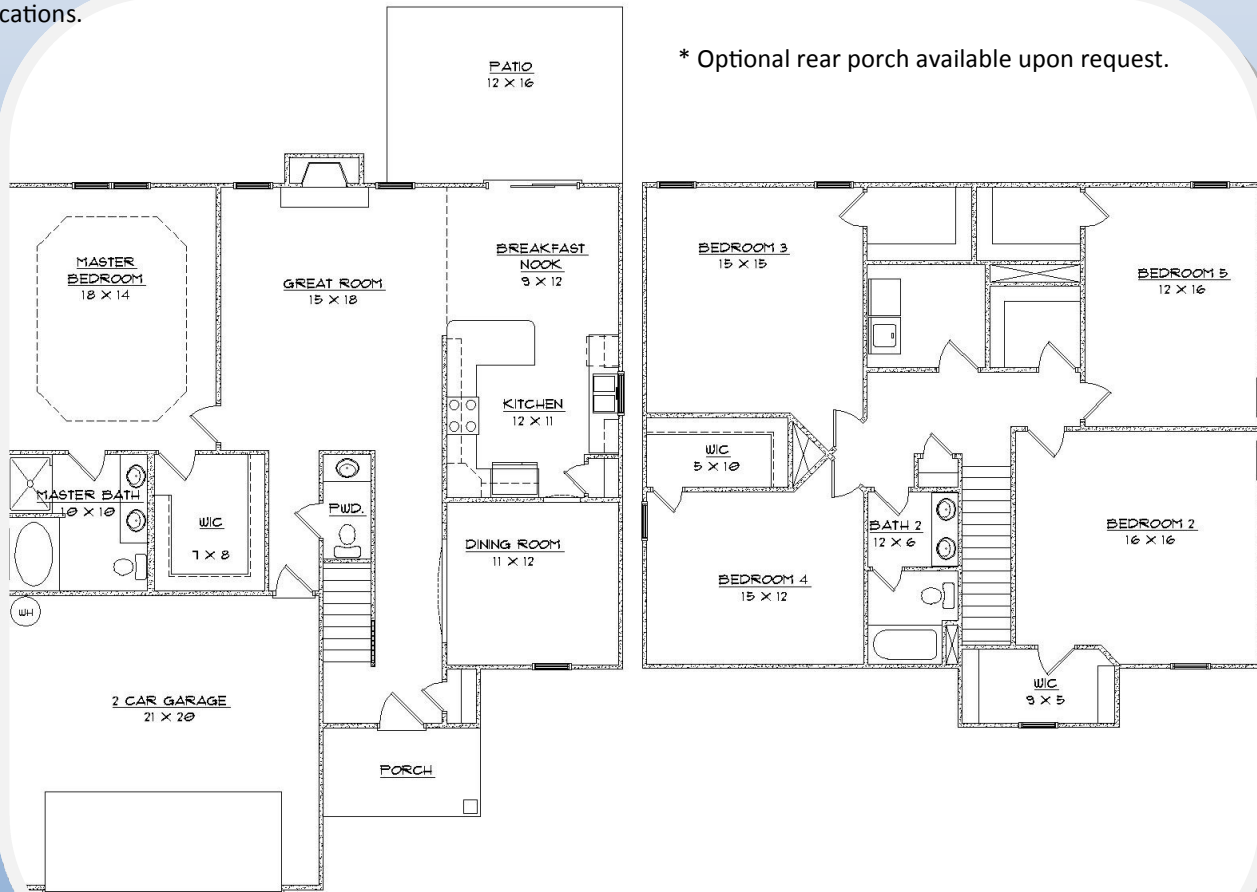 cations.
* Optional rear porch available upon request.
PATIO
12 X 16
MASTER
BEDROOM
18 X 14
GREAT ROOM
15 X 18
BREAKFAST
NOOK
9 X 12
KITCHEN
12 X 11
MASTER BATH
10 X 10
WIC
7 X 8
PWD.
DINING ROOM
11 X 12
WH
2 CAR GARAGE
21 X 20
PORCH
BEDROOM 3
15 X 15
BEDROOM 5
12 X 16
WIC
5 X 10
BATH 2
12 X 6
BEDROOM 2
16 X 16
BEDROOM 4
15 X 12
WIC
9 X 5